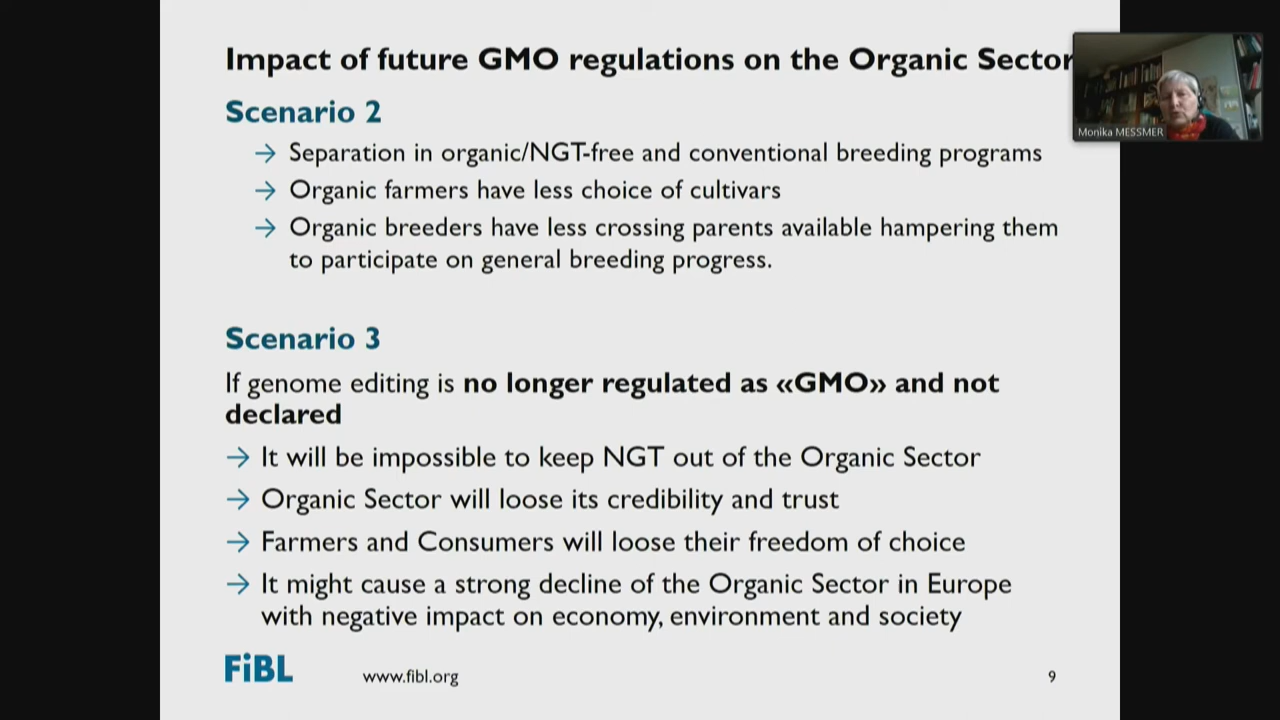 Impact of future GMO regulations on the Organic Sector
Scenario 2
→ Separation in organic/NGT-free and conventional breeding programs
→ Organic farmers have less choice of cultivars
→ Organic breeders have less crossing parents available hampering them
to participate on general breeding progress.
Monika MESSMER
Scenario 3
If genome editing is no longer regulated as «GMO» and not
declared
→ It will be impossible to keep NGT out of the Organic Sector
→ Organic Sector will loose its credibility and trust
→ Farmers and Consumers will loose their freedom of choice
→ It might cause a strong decline of the Organic Sector in Europe
with negative impact on economy, environment and society
FiBL www.fibl.org 9